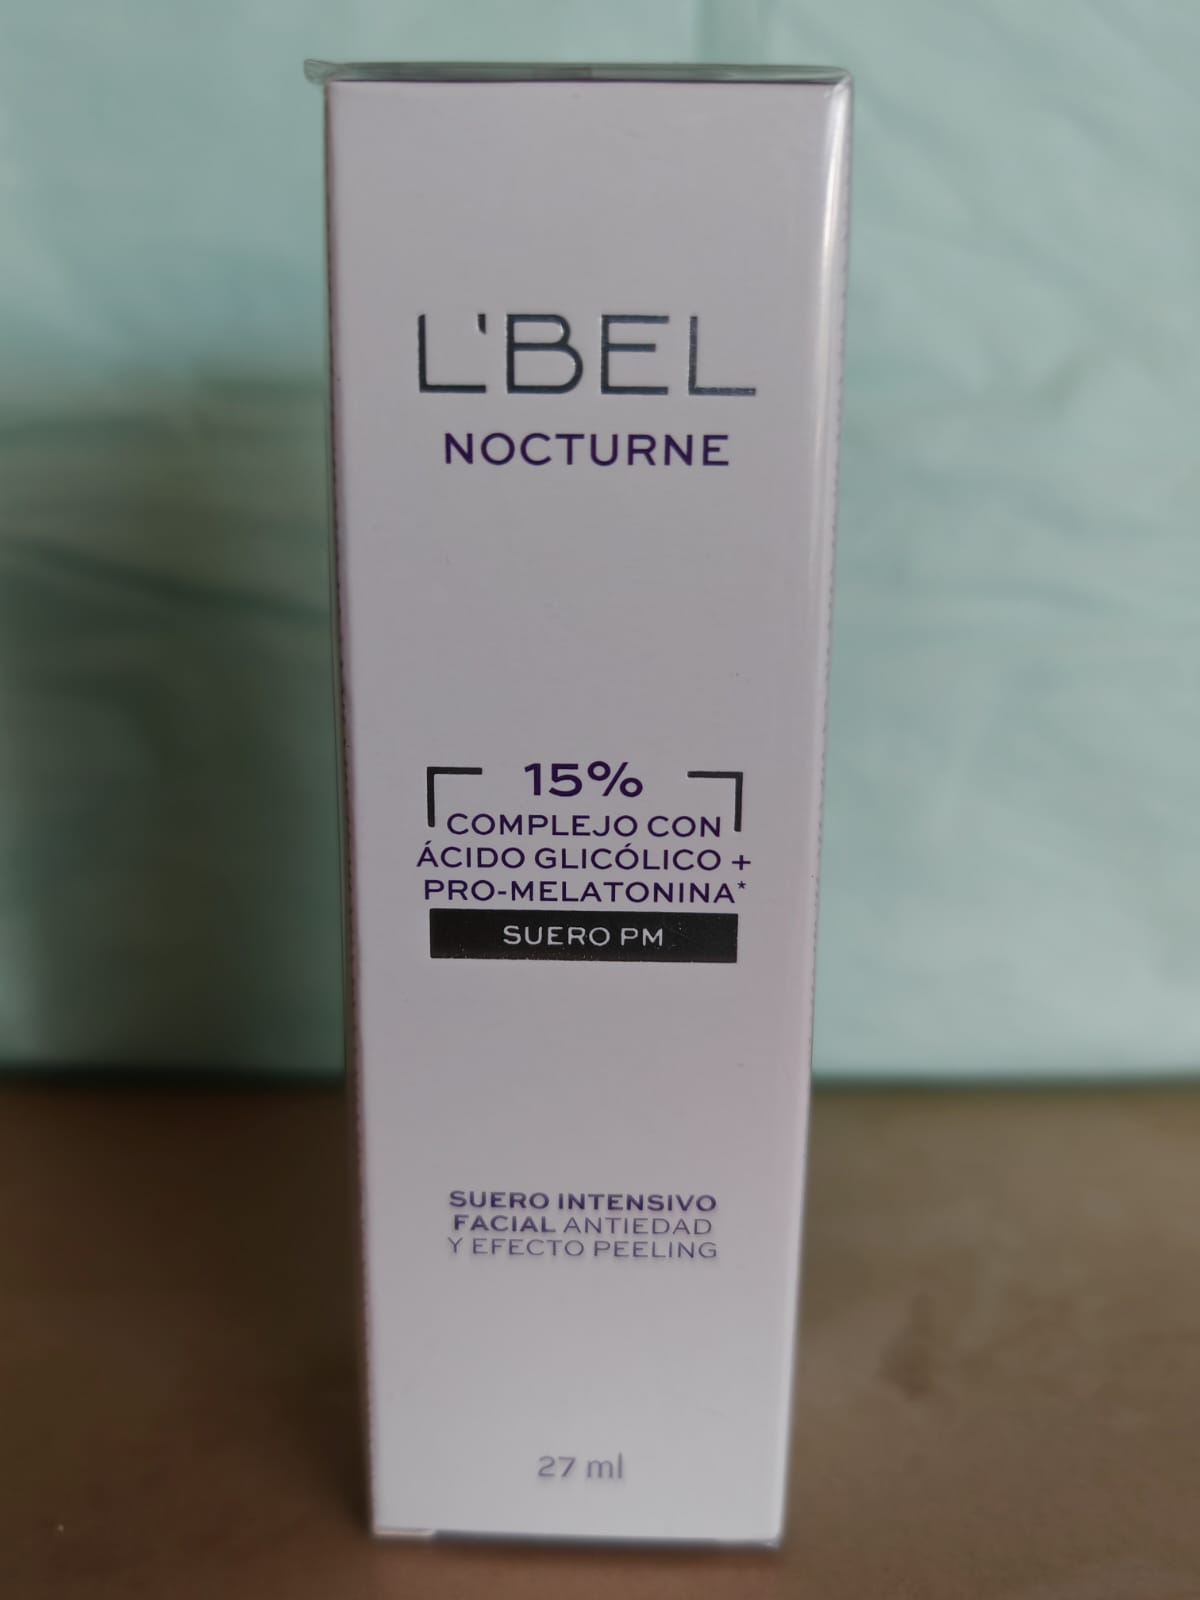 L'BEL
NOCTURNE
15%
COMPLEJO CON
ÁCIDO GLICÓLICO +
PRO-MELATONINA*
SUERO PM
SUERO INTENSIVO
FACIAL ANTIEDAD
Y EFECTO PEELING
27 ml